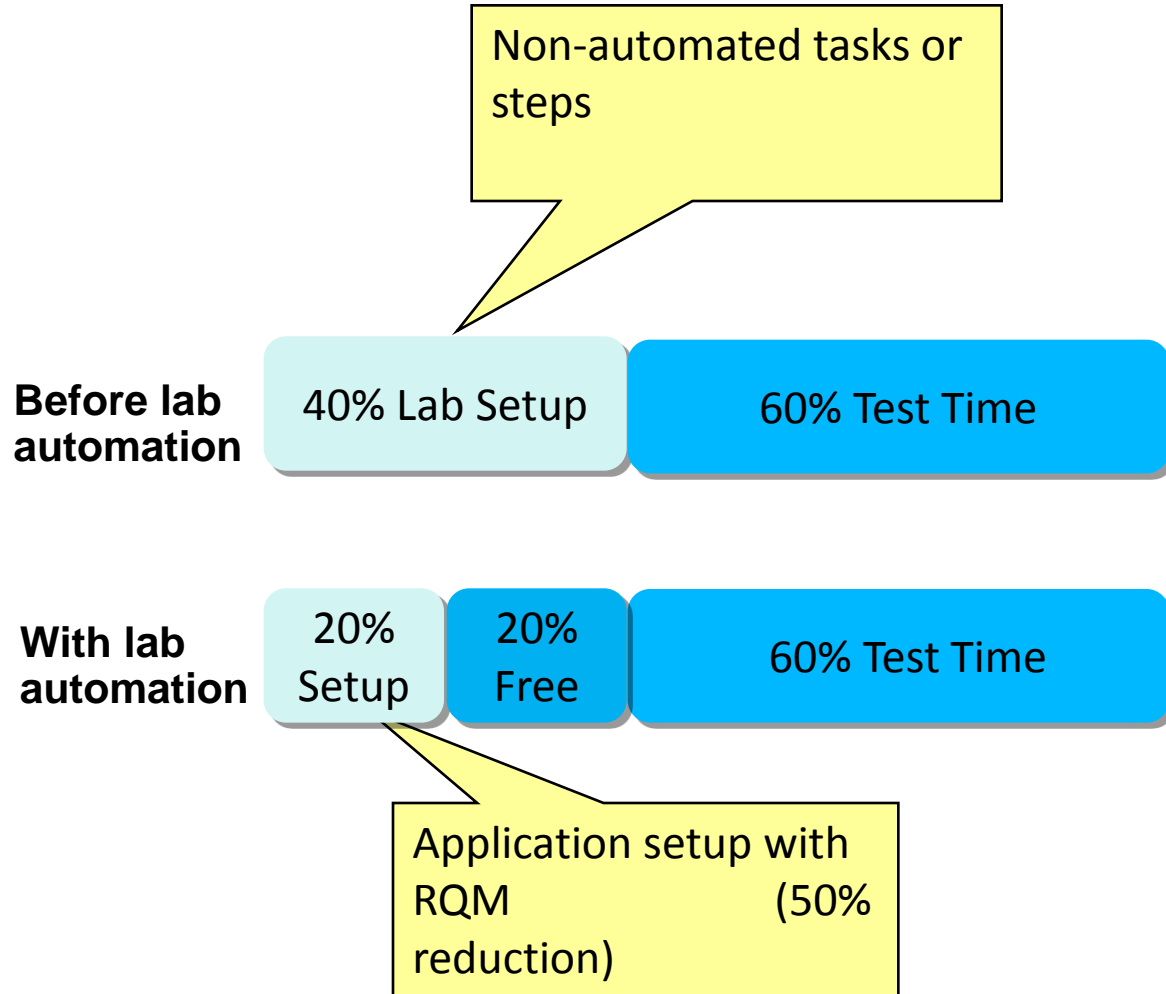 Non-automated tasks or
steps
Before lab
automation
40% Lab Setup
60% Test Time
With lab
automation
20%
Setup
20%
Free
60% Test Time
Application setup with
RQM (50%
reduction)